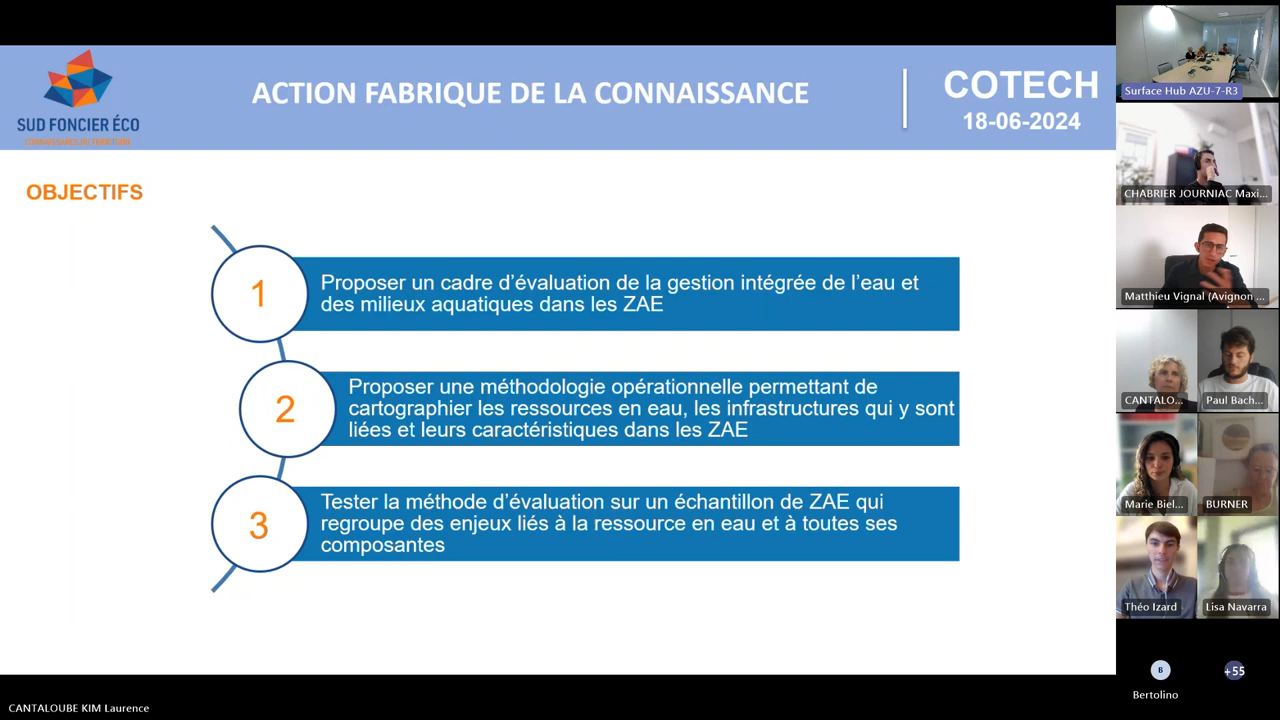 SUD FONCIER ÉCO
CONNAISSANCE DU TERRITOIRE
ACTION FABRIQUE DE LA CONNAISSANCE
COTECH
18-06-2024
OBJECTIFS
1
Proposer un cadre d’évaluation de la gestion intégrée de l’eau et
des milieux aquatiques dans les ZAE
2
Proposer une méthodologie opérationnelle permettant de
cartographier les ressources en eau, les infrastructures qui y sont
liées et leurs caractéristiques dans les ZAE
3
Tester la méthode d’évaluation sur un échantillon de ZAE qui
regroupe des enjeux liés à la ressource en eau et à toutes ses
composantes
Surface Hub AZU-7-R3
CHABRIER JOURNIAC Maxi...
Matthieu Vignal (Avignon ...
CANTALO...
Paul Bach...
Marie Biel...
BURNER
Théo Izard
Lisa Navarra
B
Bertolino
+55
CANTALOUBE KIM Laurence